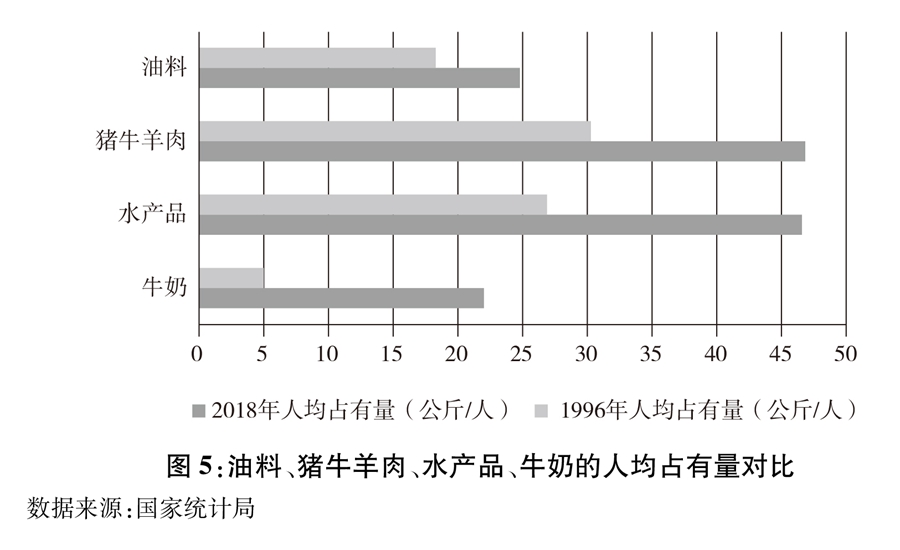 油料
猪牛羊肉
水产品
牛奶
0 5 10 15 20 25 30 35 40 45 50
2018年人均占有量（公斤/人） 1996年人均占有量（公斤/人）
图5:油料、猪牛羊肉、水产品、牛奶的人均占有量对比
数据来源:国家统计局